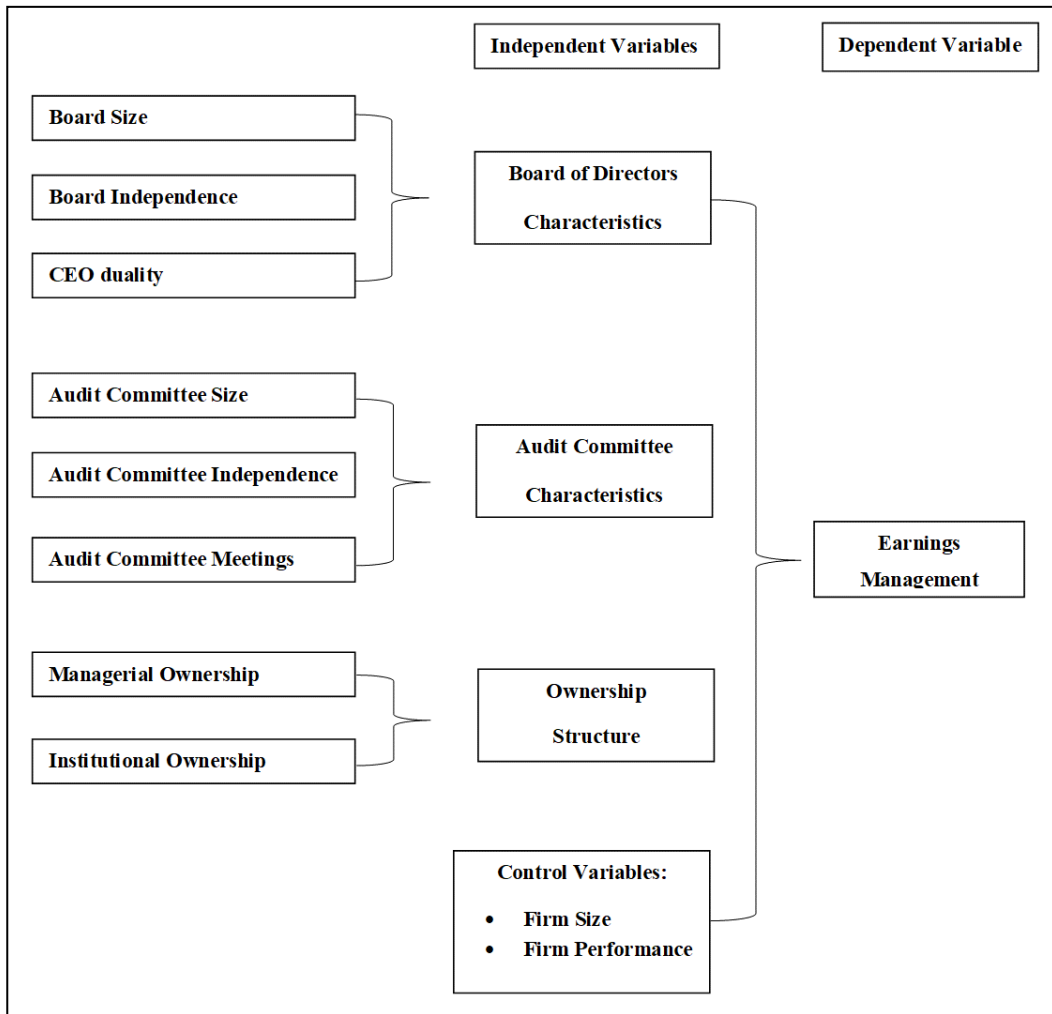 Independent Variables
Dependent Variable
Board Size
Board Independence
CEO duality
Board of Directors
Characteristics
Audit Committee Size
Audit Committee Independence
Audit Committee Meetings
Audit Committee
Characteristics
Earnings
Management
Managerial Ownership
Institutional Ownership
Ownership
Structure
Control Variables:
• Firm Size
• Firm Performance